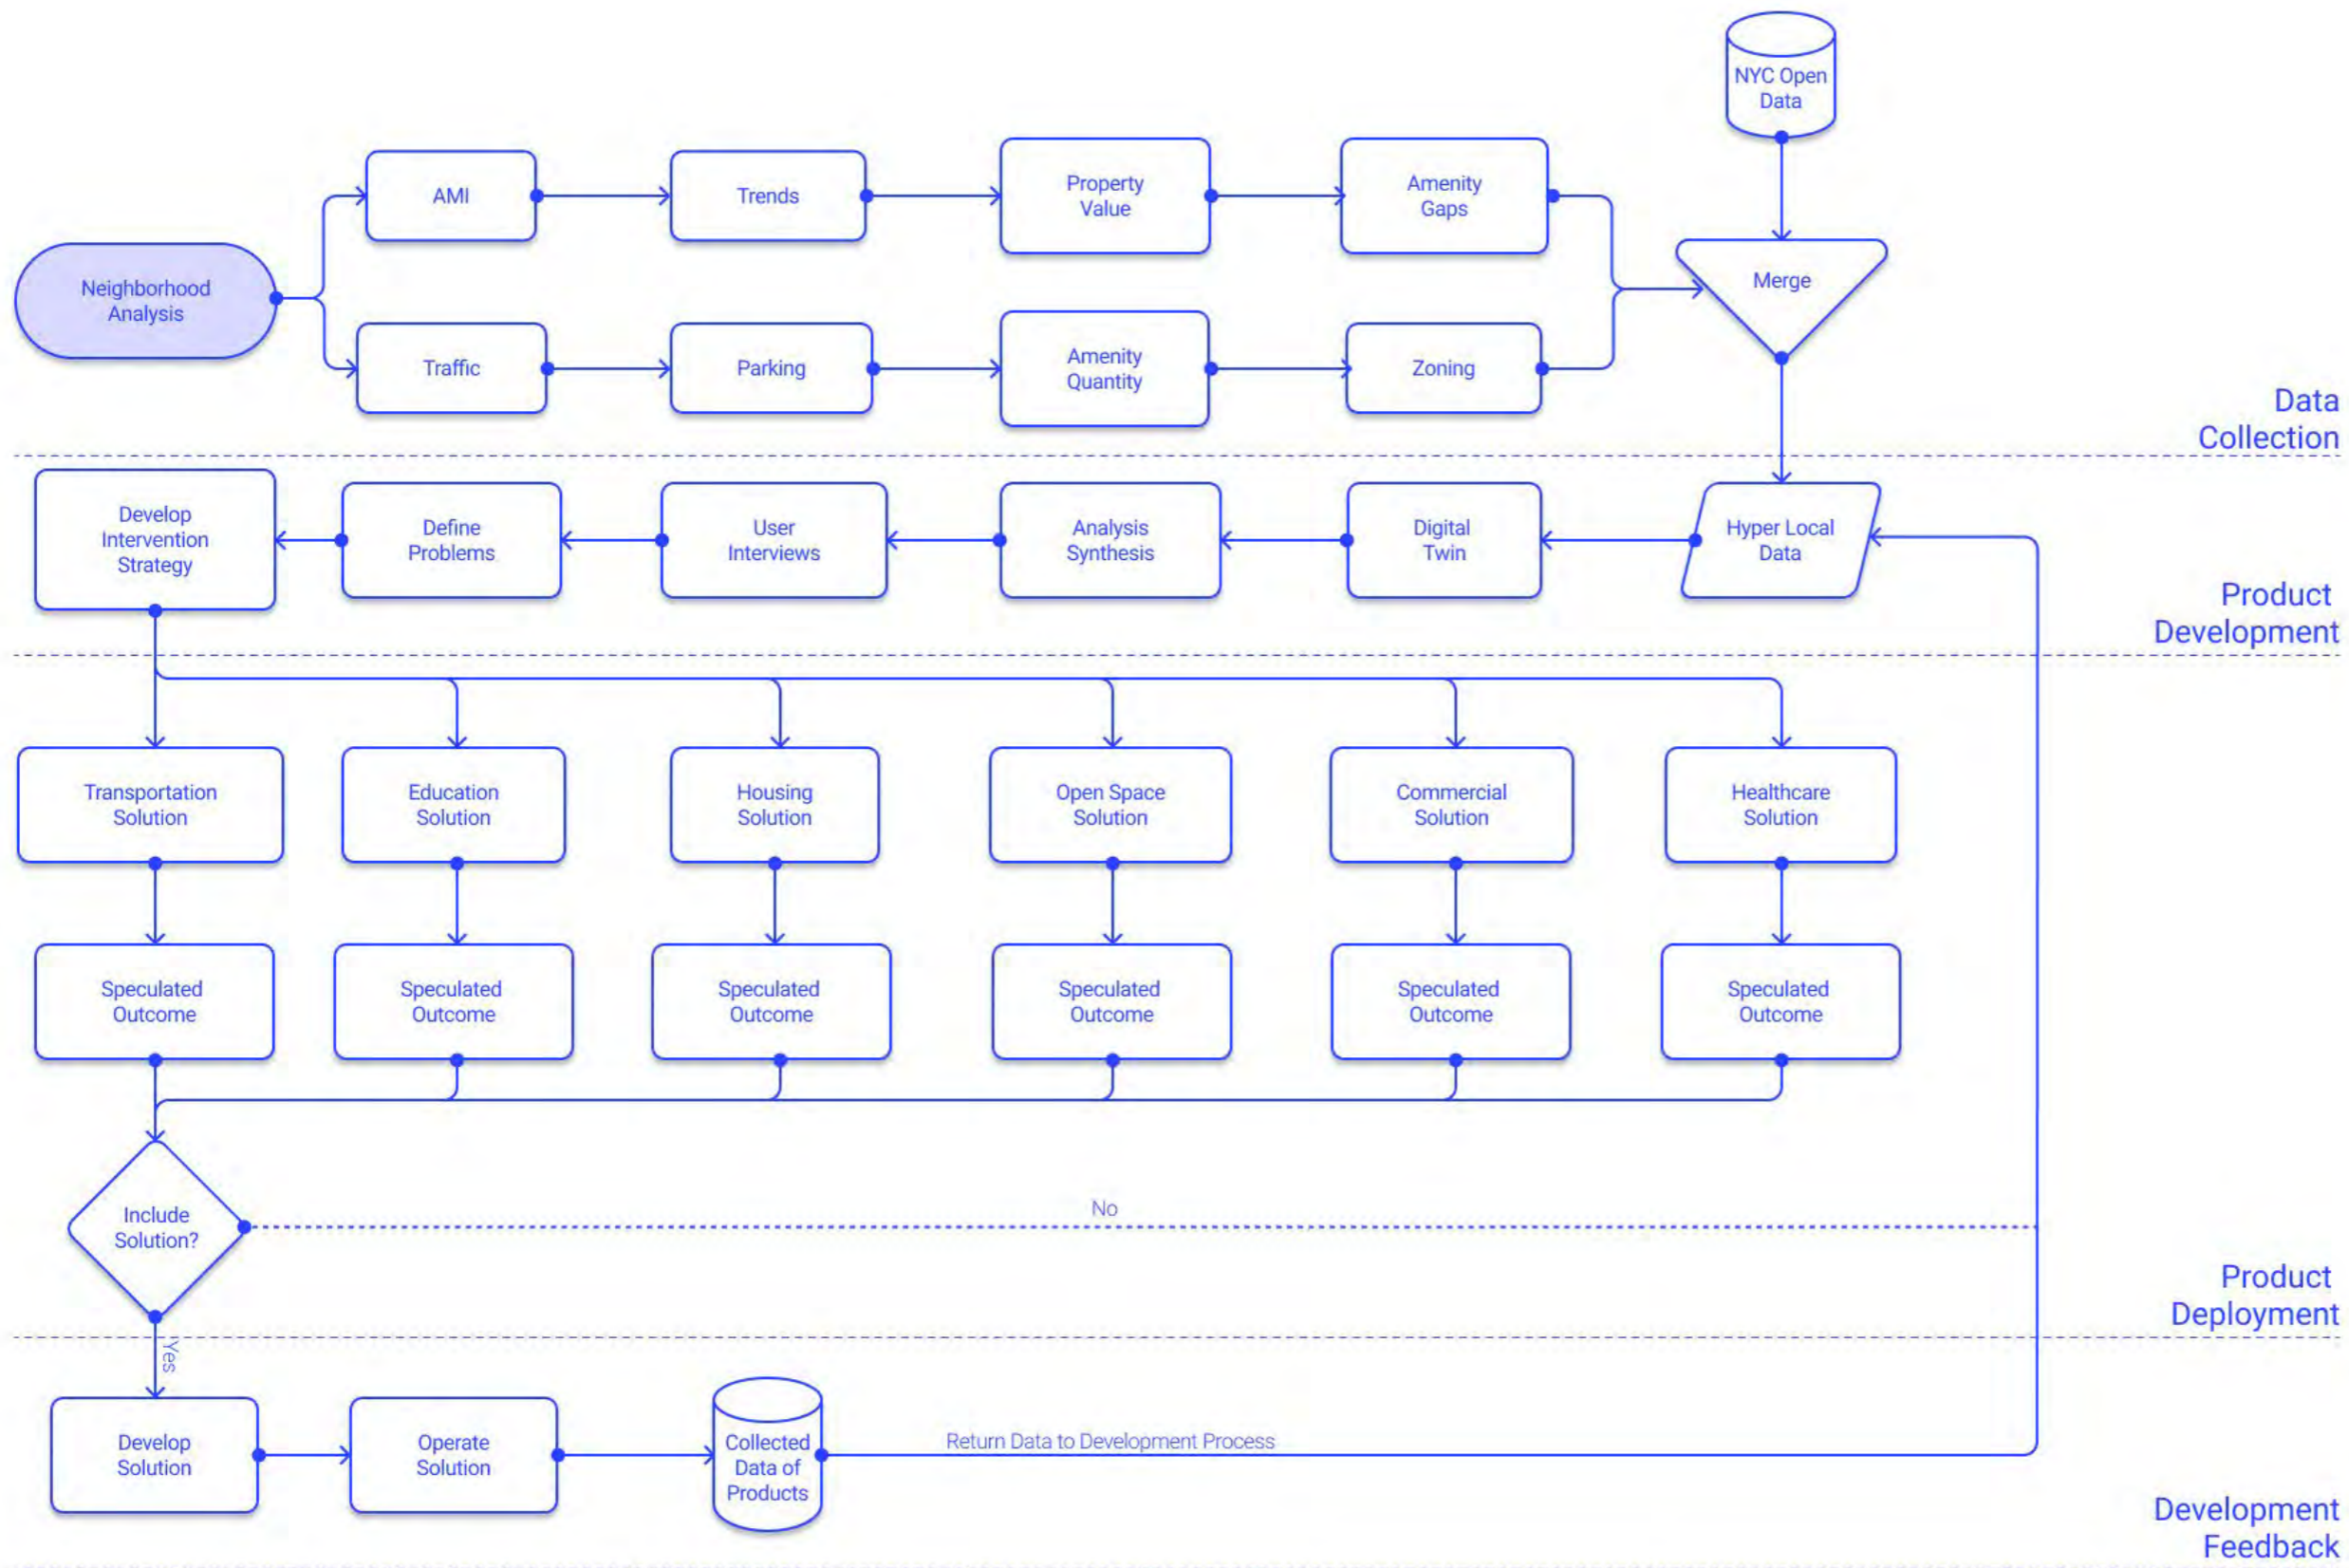 NYC Open
Data
AMI
Trends
Property
Value
Amenity
Gaps
Neighborhood
Analysis
Merge
Traffic
Parking
Amenity
Quantity
Zoning
Data
Collection
Develop
Intervention
Strategy
Define
Problems
User
Interviews
Analysis
Synthesis
Digital
Twin
Hyper Local
Data
Product
Development
Transportation
Solution
Education
Solution
Housing
Solution
Open Space
Solution
Commercial
Solution
Healthcare
Solution
Speculated
Outcome
Speculated
Outcome
Speculated
Outcome
Speculated
Outcome
Speculated
Outcome
Speculated
Outcome
Include
Solution?
No
Product
Deployment
Yes
Develop
Solution
Operate
Solution
Collected
Data of
Products
Return Data to Development Process
Development
Feedback